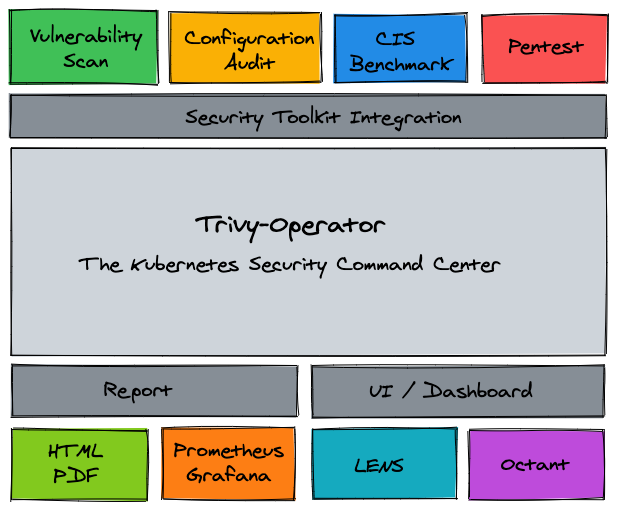 Vulnerability
Scan
Configuration
Audit
CIS
Benchmark
Pentest
Security Toolkit Integration
Trivy-Operator
The Kubernetes Security Command Center
Report
UI / Dashboard
HTML
PDF
Prometheus
Grafana
LENS
Octant